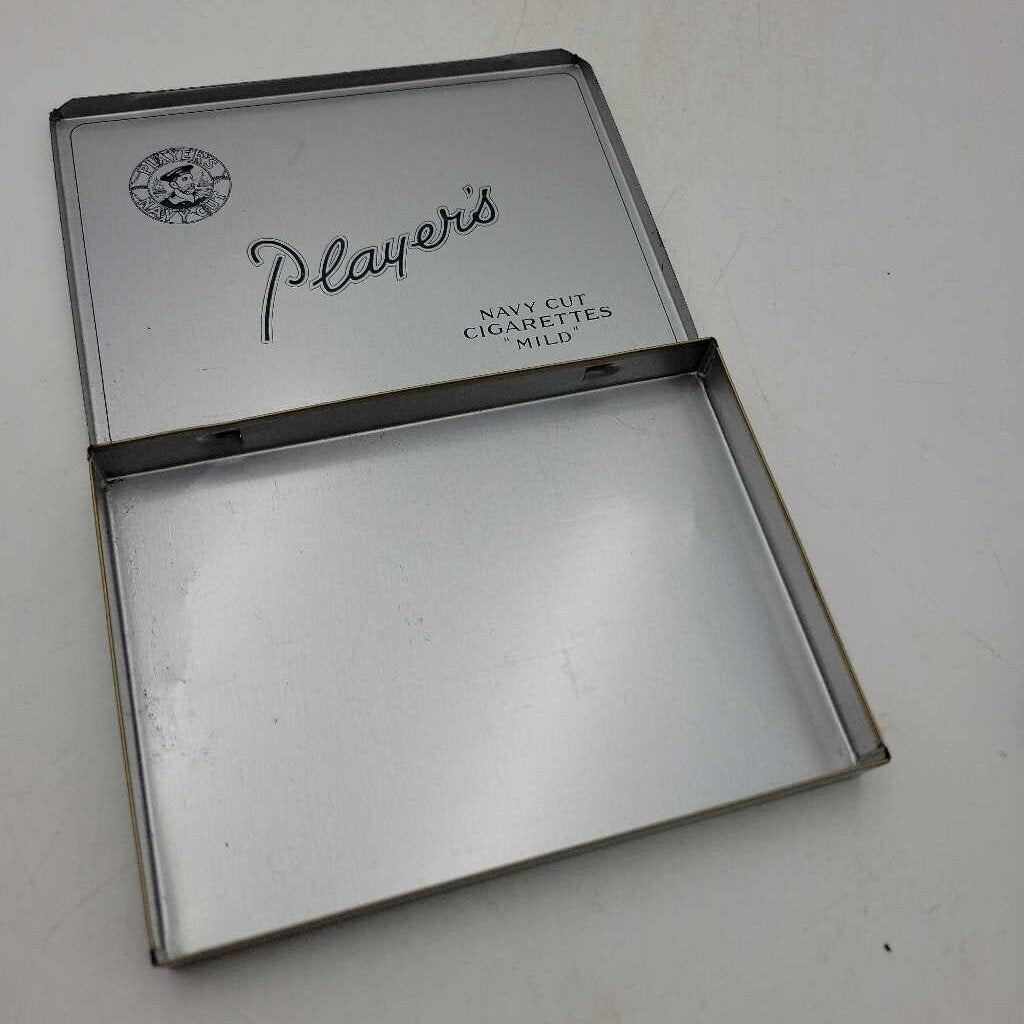 PLAYER'S
NAVY CUT
Player's
NAVY CUT
CIGARETTES
"MILD"